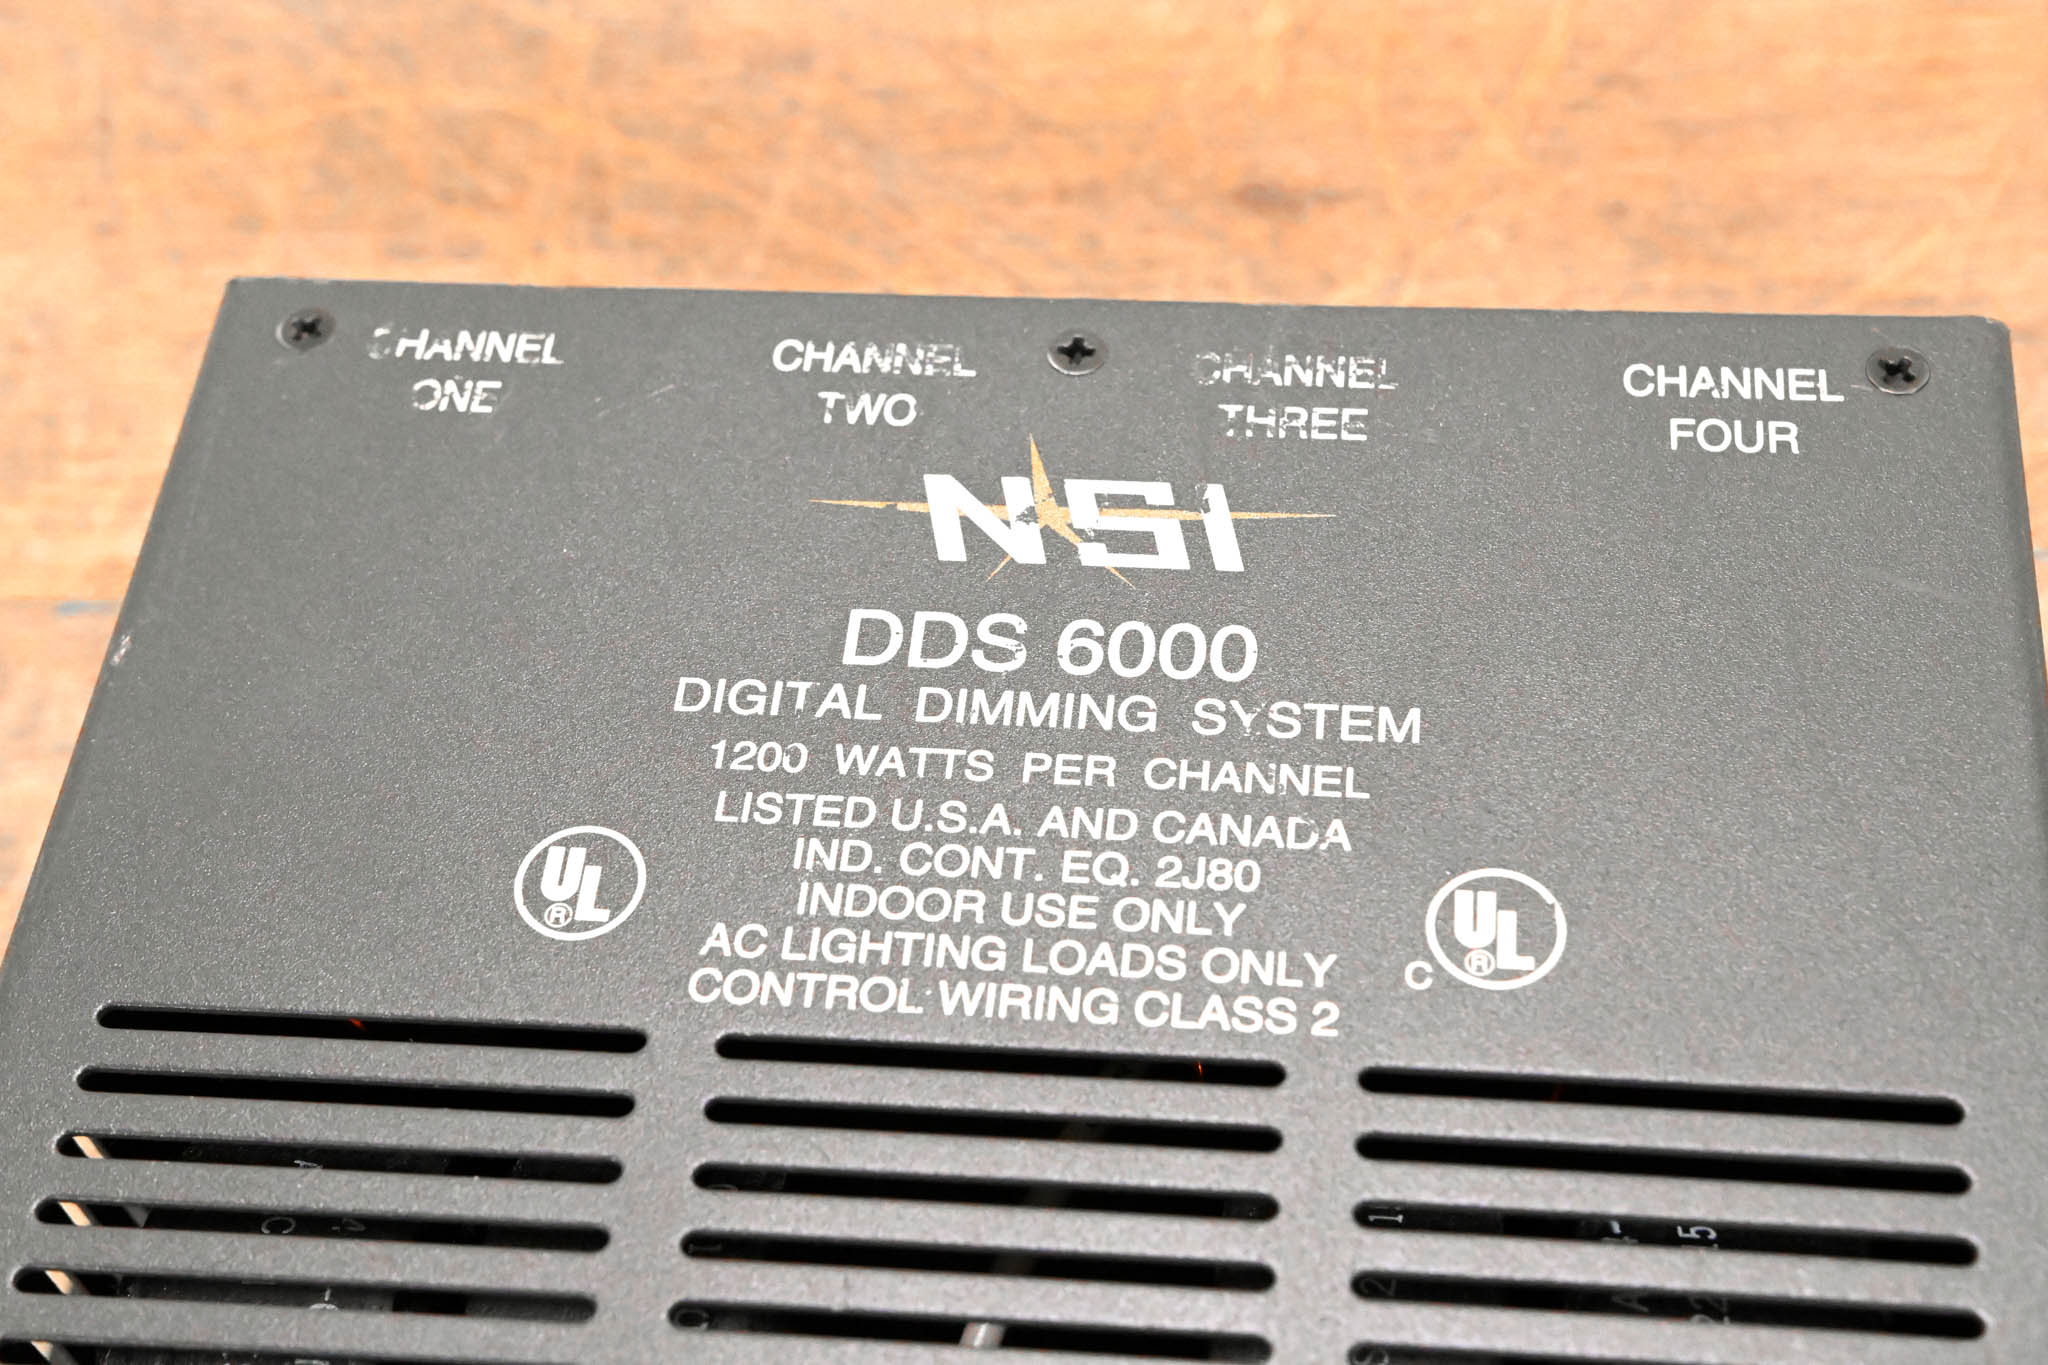 CHANNEL ONE
CHANNEL TWO
CHANNEL THREE
CHANNEL FOUR
NSI
DDS 6000
DIGITAL DIMMING SYSTEM
1200 WATTS PER CHANNEL
LISTED U.S.A. AND CANADA
IND. CONT. EQ. 2J80
INDOOR USE ONLY
AC LIGHTING LOADS ONLY
CONTROL WIRING CLASS 2
UL ®
C UL ®